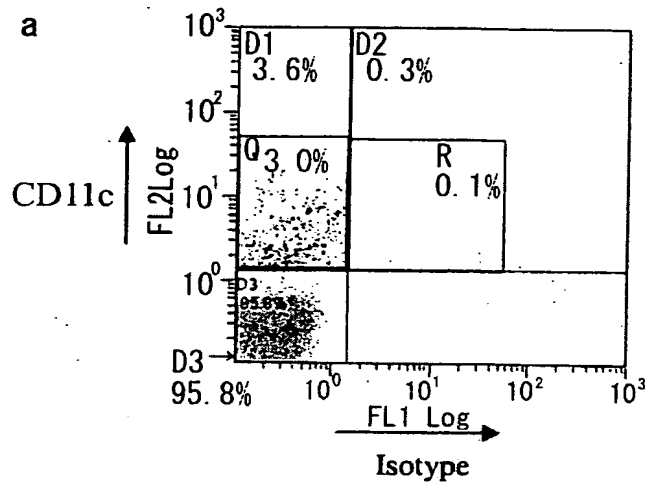 a
10³
D1
3.6%
D2
0.3%
10²
Q
3.0%
R
0.1%
CD11c
FL2Log
10¹
10⁰
D3
D3
95.8%
10⁰
10¹
10²
10³
FL1 Log
Isotype